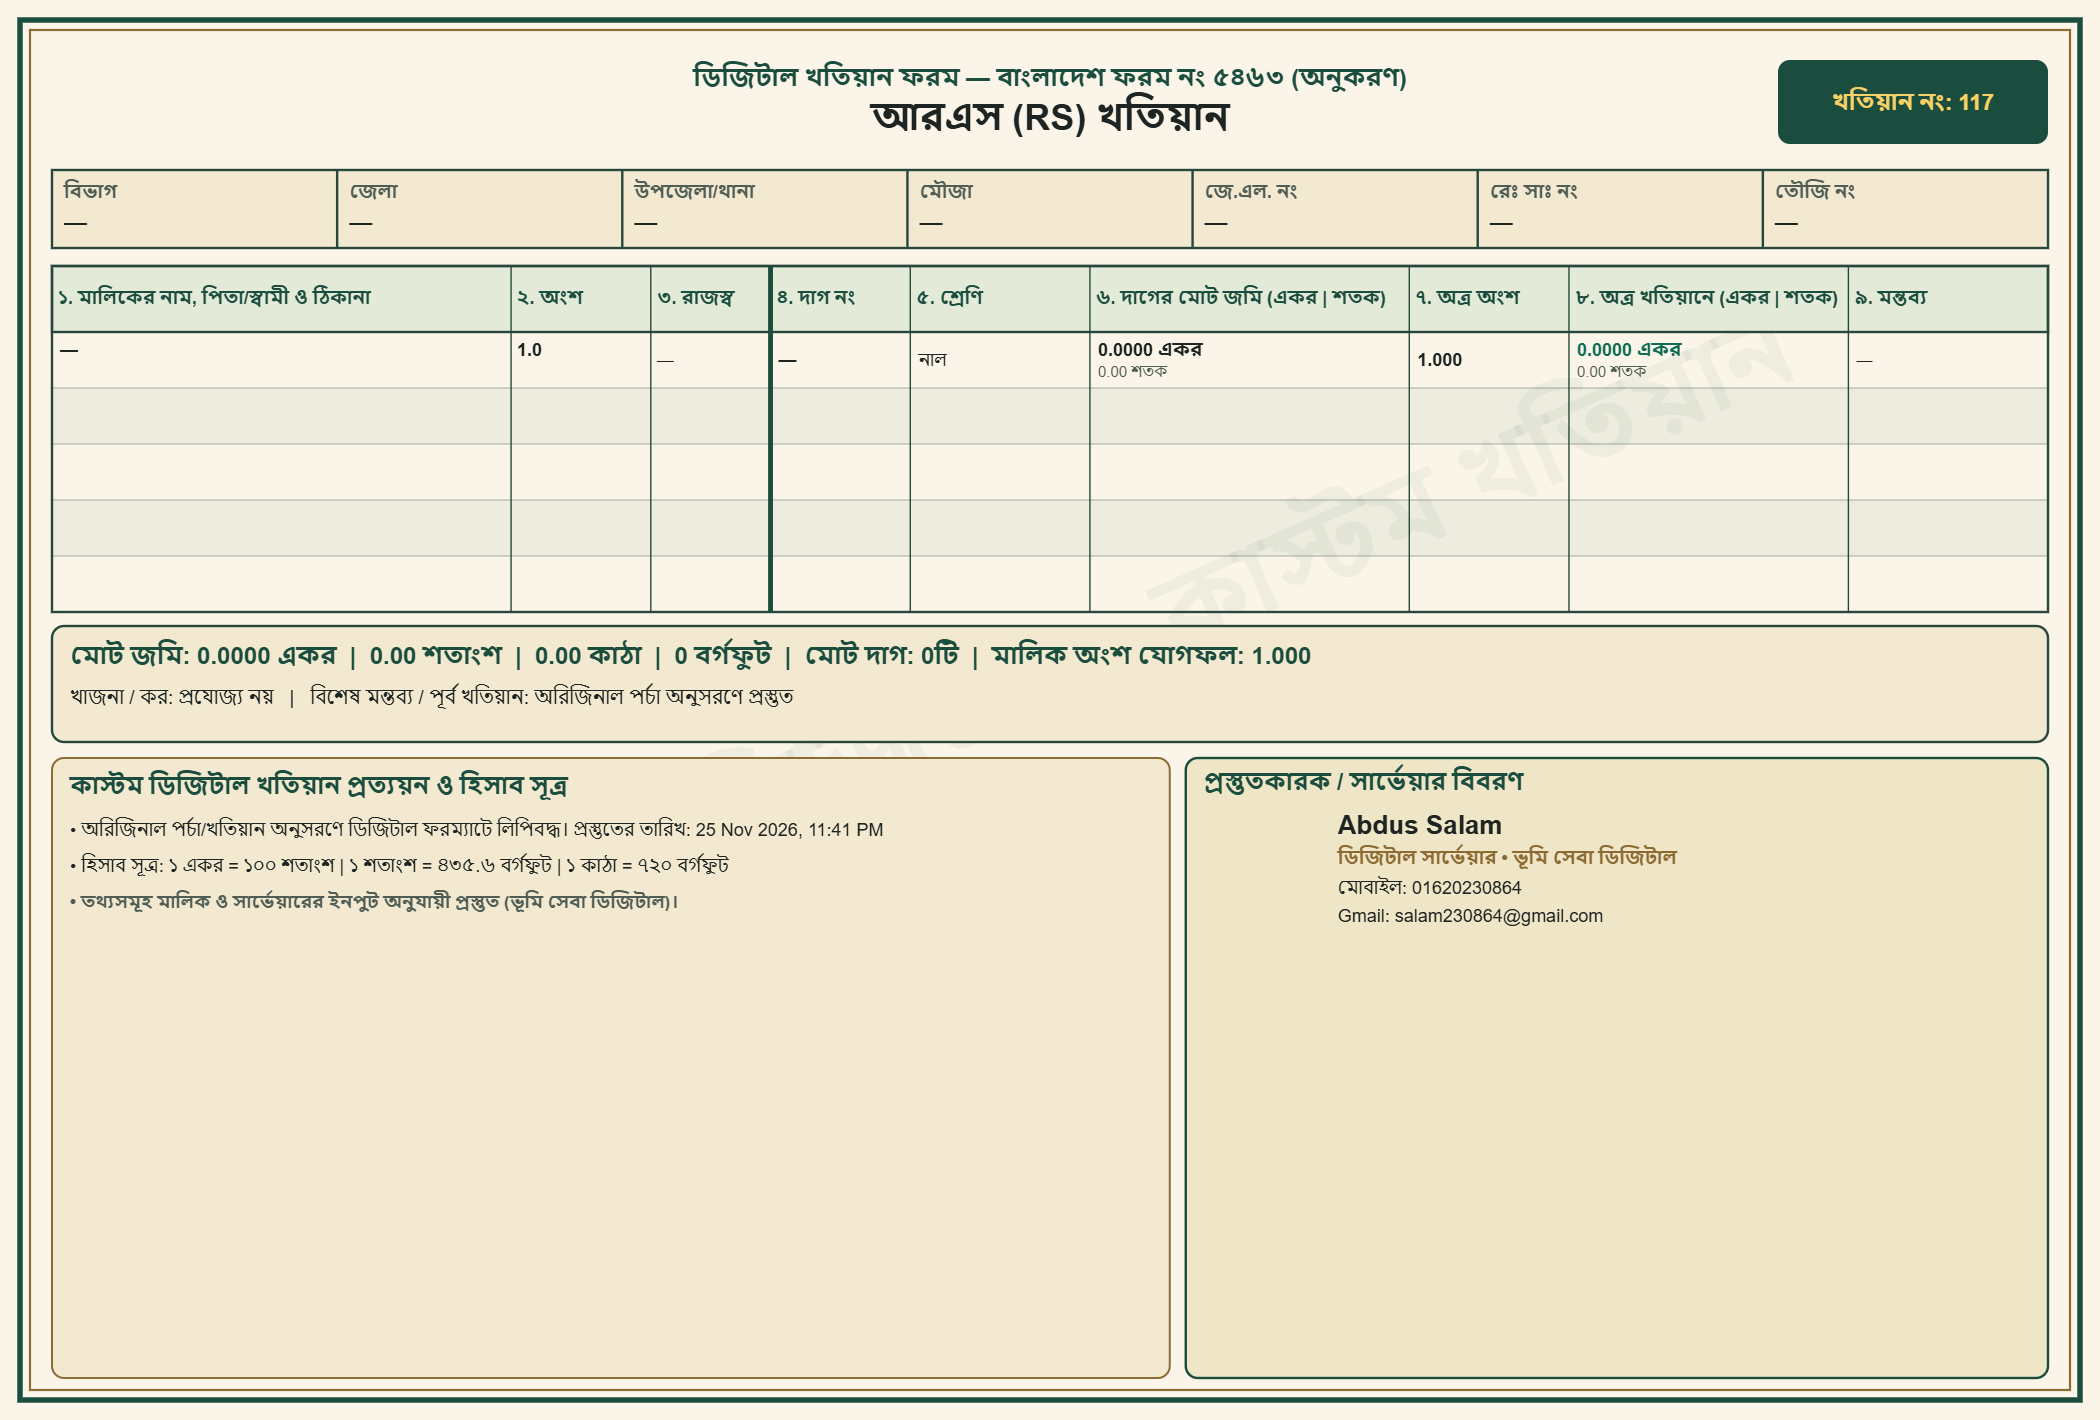 ডিজিটাল খতিয়ান ফরম — বাংলাদেশ ফরম নং ৫৪৬৩ (অনুকরণ)
আরএস (RS) খতিয়ান
খতিয়ান নং: 117
বিভাগ
—
জেলা
—
উপজেলা/থানা
—
মৌজা
—
জে.এল. নং
—
রেঃ সাঃ নং
—
তৌজি নং
—
১. মালিকের নাম, পিতা/স্বামী ও ঠিকানা
২. অংশ
৩. রাজস্ব
৪. দাগ নং
৫. শ্রেণি
৬. দাগের মোট জমি (একর | শতক)
৭. অত্র অংশ
৮. অত্র খতিয়ানে (একর | শতক)
৯. মন্তব্য
—
1.0
—
—
নাল
0.0000 একর
0.00 শতক
1.000
0.0000 একর
0.00 শতক
—
কাস্টম খতিয়ান
মোট জমি: 0.0000 একর | 0.00 শতাংশ | 0.00 কাঠা | 0 বর্গফুট | মোট দাগ: 0টি | মালিক অংশ যোগফল: 1.000
খাজনা / কর: প্রযোজ্য নয় | বিশেষ মন্তব্য / পূর্ব খতিয়ান: অরিজিনাল পর্চা অনুসরণে প্রস্তুত
কাস্টম ডিজিটাল খতিয়ান প্রত্যয়ন ও হিসাব সূত্র
• অরিজিনাল পর্চা/খতিয়ান অনুসরণে ডিজিটাল ফরম্যাটে লিপিবদ্ধ। প্রস্তুতের তারিখ: 25 Nov 2026, 11:41 PM
• হিসাব সূত্র: ১ একর = ১০০ শতাংশ | ১ শতাংশ = ৪৩৫.৬ বর্গফুট | ১ কাঠা = ৭২০ বর্গফুট
• তথ্যসমূহ মালিক ও সার্ভেয়ারের ইনপুট অনুযায়ী প্রস্তুত (ভূমি সেবা ডিজিটাল)।
প্রস্তুতকারক / সার্ভেয়ার বিবরণ
Abdus Salam
ডিজিটাল সার্ভেয়ার • ভূমি সেবা ডিজিটাল
মোবাইল: 01620230864
Gmail: salam230864@gmail.com